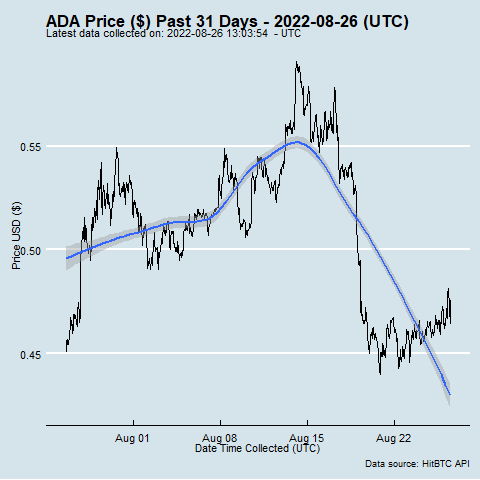 ADA Price ($) Past 31 Days - 2022-08-26 (UTC)
Latest data collected on: 2022-08-26 13:03:54 - UTC
0.55
0.50
0.45
Price USD ($)
Aug 01 Aug 08 Aug 15 Aug 22
Date Time Collected (UTC)
Data source: HitBTC API